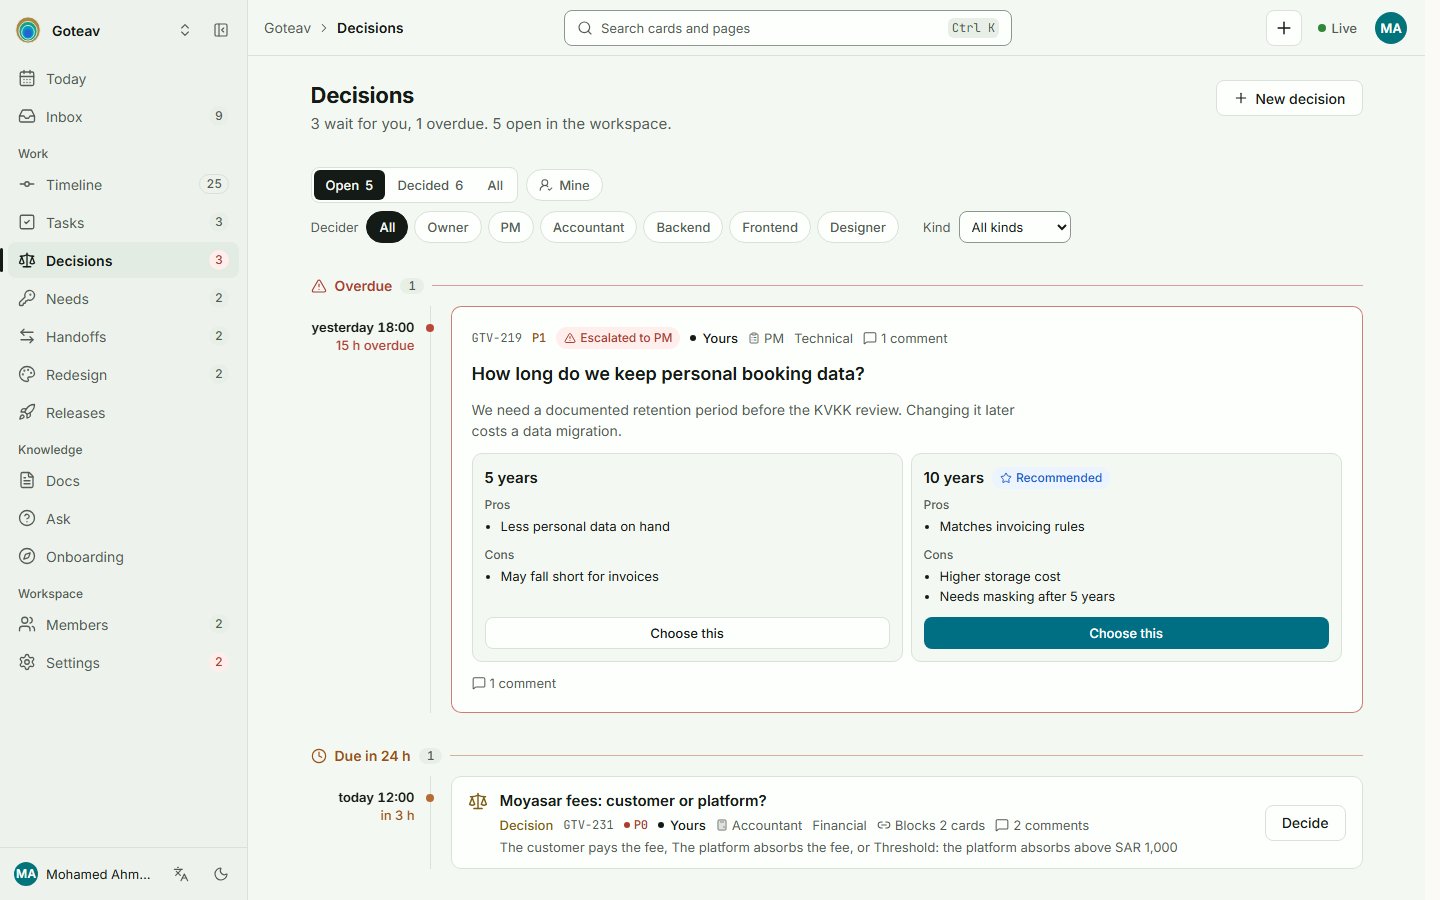 Goteav
Today
Inbox 9
Work
Timeline 25
Tasks 3
Decisions 3
Needs 2
Handoffs 2
Redesign 2
Releases
Knowledge
Docs
Ask
Onboarding
Workspace
Members 2
Settings 2
MA Mohamed Ahm...
Goteav > Decisions
Search cards and pages Ctrl K
Live MA
Decisions
3 wait for you, 1 overdue. 5 open in the workspace.
New decision
Open 5 Decided 6 All Mine
Decider All Owner PM Accountant Backend Frontend Designer Kind All kinds
Overdue 1
yesterday 18:00
15 h overdue
GTV-219 P1 Escalated to PM Yours PM Technical 1 comment
How long do we keep personal booking data?
We need a documented retention period before the KVKK review. Changing it later
costs a data migration.
5 years
Pros
• Less personal data on hand
Cons
• May fall short for invoices
Choose this
10 years Recommended
Pros
• Matches invoicing rules
Cons
• Higher storage cost
• Needs masking after 5 years
Choose this
1 comment
Due in 24 h 1
today 12:00
in 3 h
Moyasar fees: customer or platform?
Decision GTV-231 P0 Yours Accountant Financial Blocks 2 cards 2 comments
The customer pays the fee, The platform absorbs the fee, or Threshold: the platform absorbs above SAR 1,000
Decide